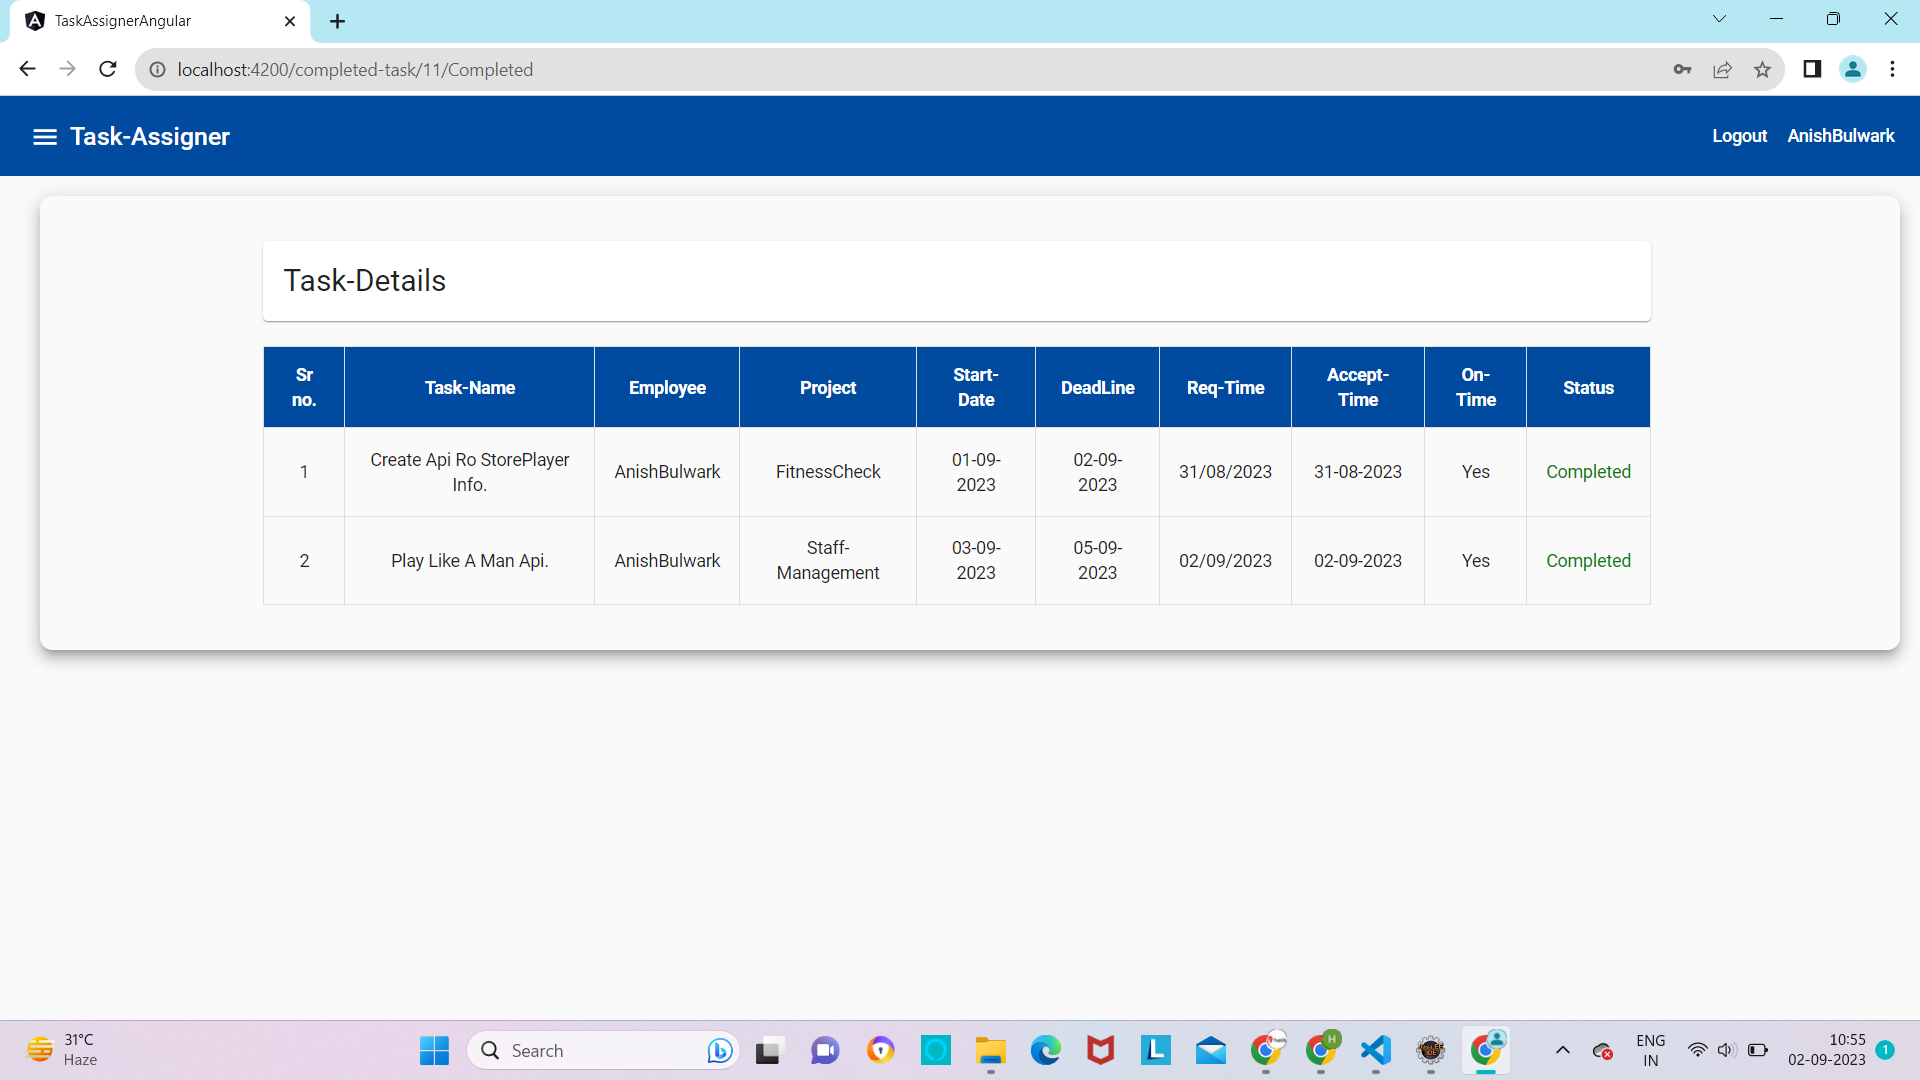 TaskAssignerAngular
localhost:4200/completed-task/11/Completed
Task-Assigner
Logout AnishBulwark
Task-Details
Sr no. Task-Name Employee Project Start-Date DeadLine Req-Time Accept-Time On-Time Status
1 Create Api Ro StorePlayer Info. AnishBulwark FitnessCheck 01-09-2023 02-09-2023 31/08/2023 31-08-2023 Yes Completed
2 Play Like A Man Api. AnishBulwark Staff-Management 03-09-2023 05-09-2023 02/09/2023 02-09-2023 Yes Completed
31°C
Haze
Search
L
H
ENG
IN
10:55
02-09-2023
1